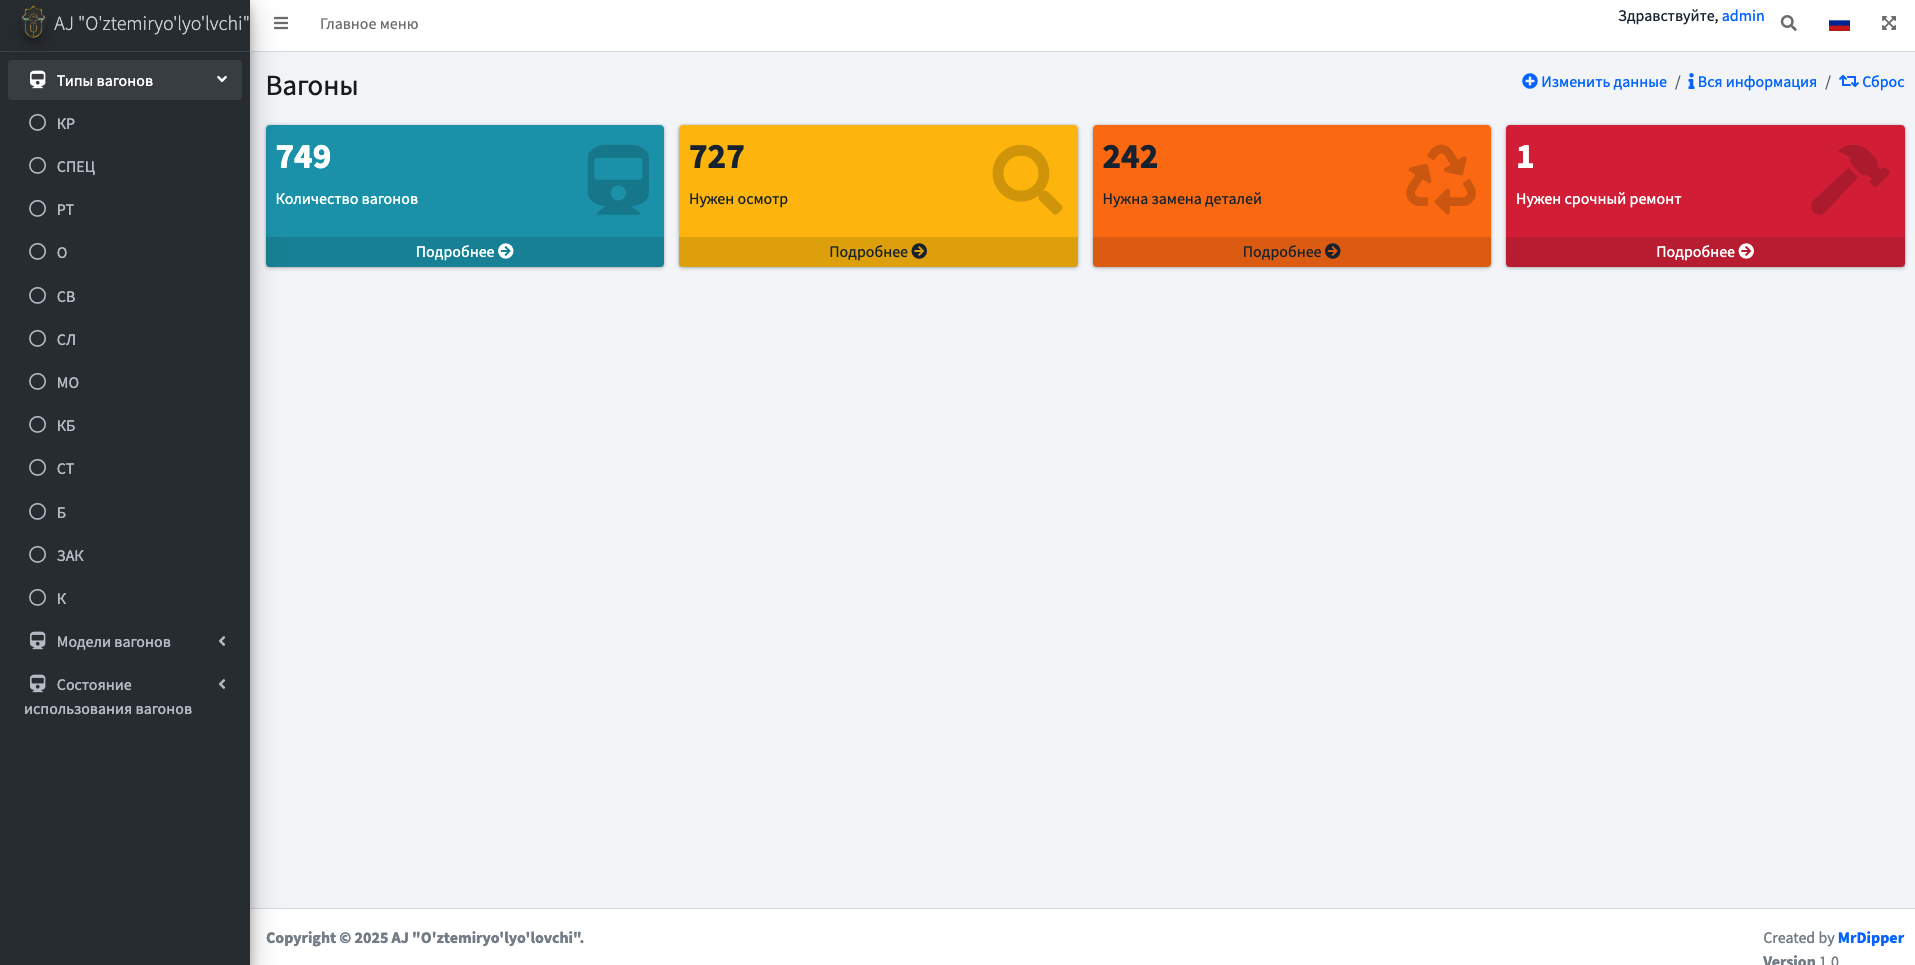 AJ "O'ztemiryo'lyo'lvchi"
Главное меню
Здравствуйте, admin
Типы вагонов
КР
СПЕЦ
РТ
О
СВ
СЛ
МО
КБ
СТ
Б
ЗАК
К
Модели вагонов
Состояние
использования вагонов
Вагоны
Изменить данные / Вся информация / Сброс
749
Количество вагонов
Подробнее
727
Нужен осмотр
Подробнее
242
Нужна замена деталей
Подробнее
1
Нужен срочный ремонт
Подробнее
Copyright © 2025 AJ "O'ztemiryo'lyo'lovchi".
Created by MrDipper
Version 1.0